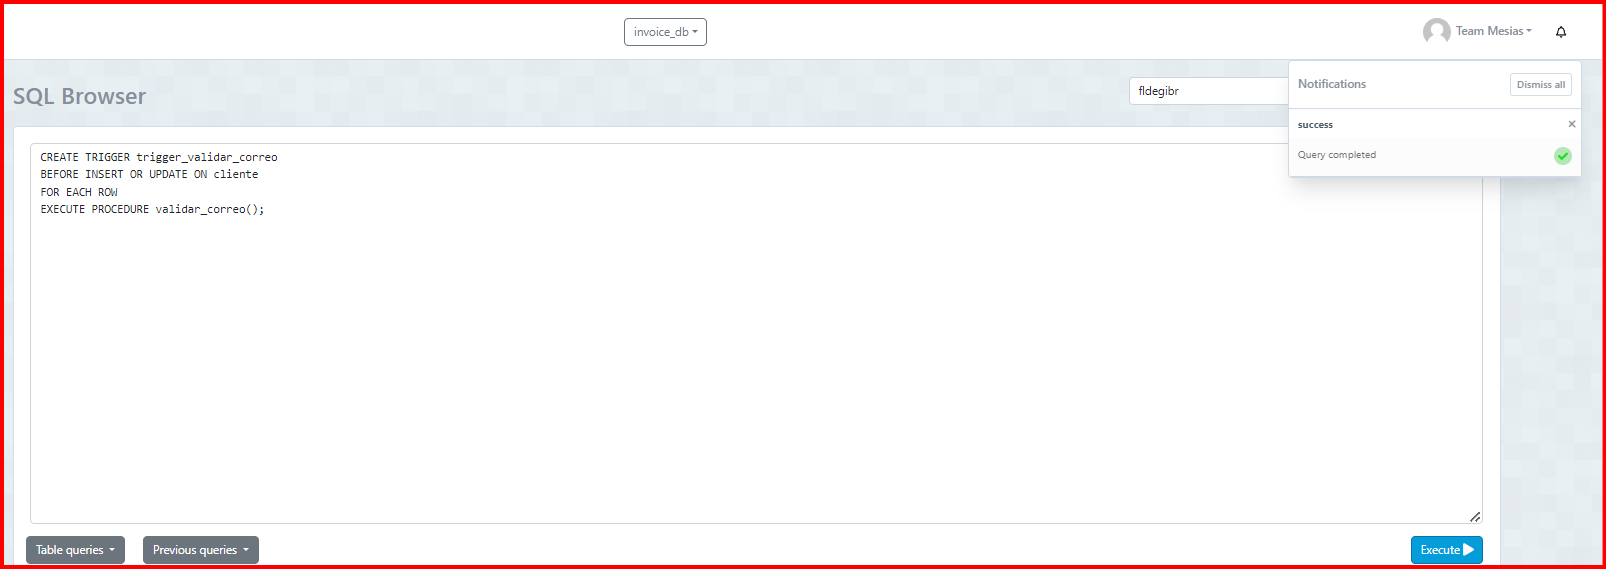 invoice_db
Team Mesias
SQL Browser
fldegibr
Notifications
Dismiss all
success
Query completed
CREATE TRIGGER trigger_validar_correo
BEFORE INSERT OR UPDATE ON cliente
FOR EACH ROW
EXECUTE PROCEDURE validar_correo();
Table queries
Previous queries
Execute